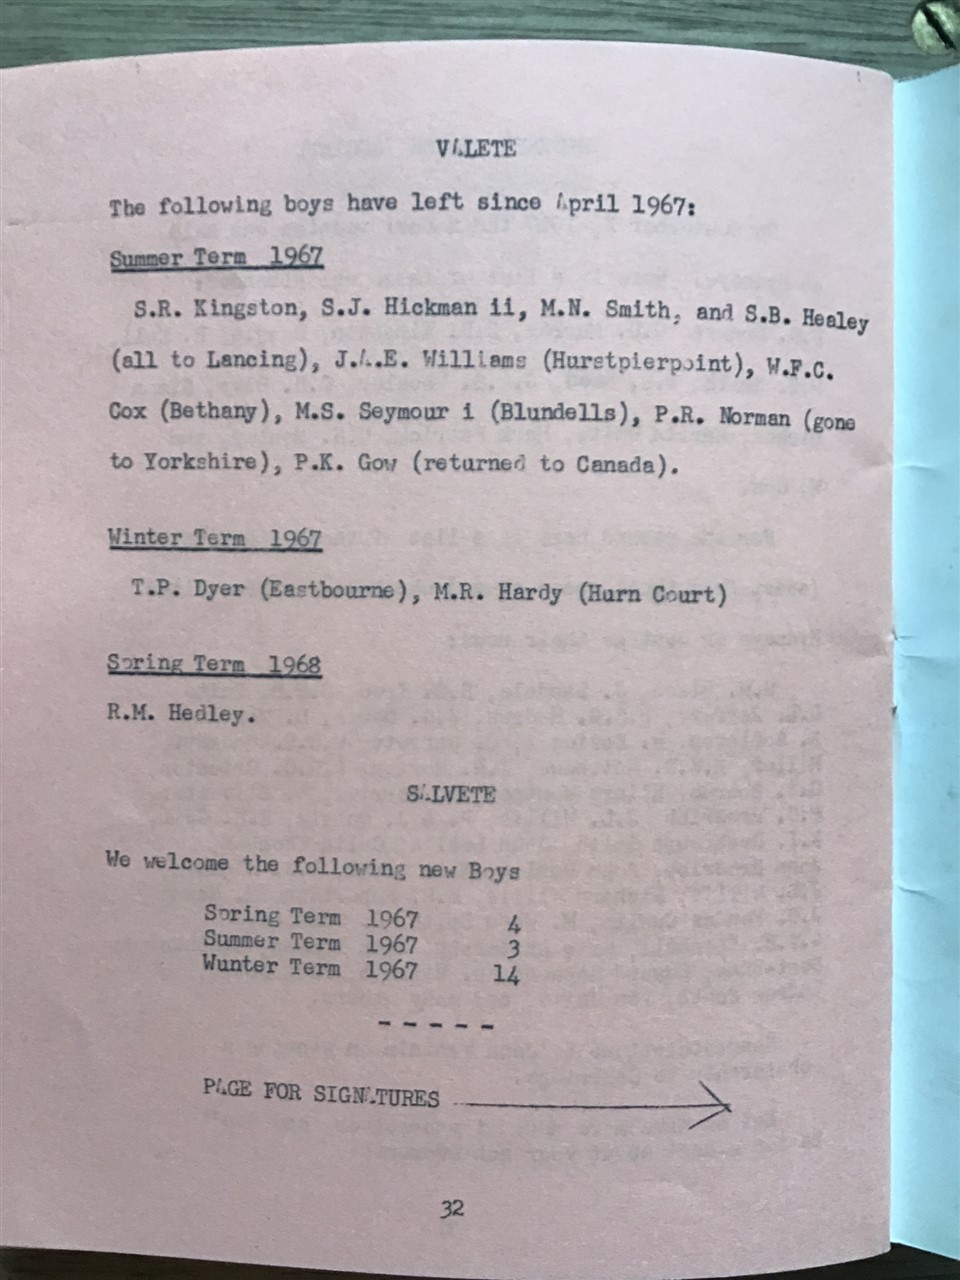 VALETE
The following boys have left since April 1967:
Summer Term 1967
S.R. Kingston, S.J. Hickman ii, M.N. Smith, and S.B. Healey
(all to Lancing), J.A.E. Williams (Hurstpierpoint), W.F.C.
Cox (Bethany), M.S. Seymour i (Blundells), P.R. Norman (gone
to Yorkshire), P.K. Gow (returned to Canada).
Winter Term 1967
T.P. Dyer (Eastbourne), M.R. Hardy (Hurn Court)
Spring Term 1968
R.M. Hedley.
SALVETE
We welcome the following new Boys
Spring Term 1967 4
Summer Term 1967 3
Wunter Term 1967 14
- - - - -
PAGE FOR SIGNATURES
32